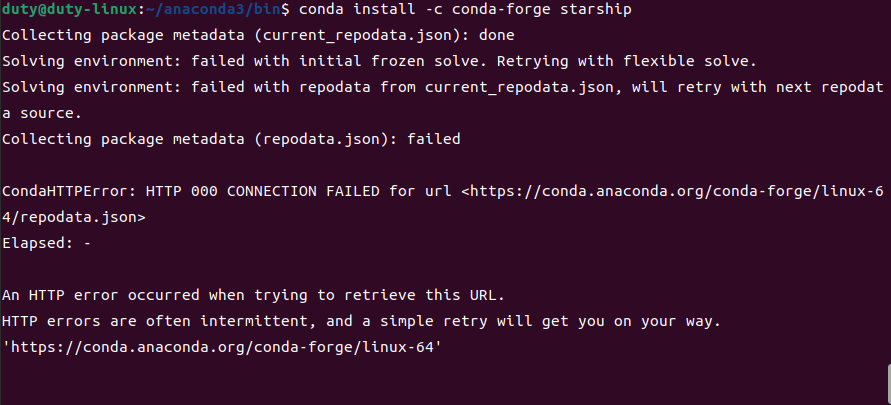 duty@duty-linux:~/anaconda3/bin$ conda install -c conda-forge starship
Collecting package metadata (current_repodata.json): done
Solving environment: failed with initial frozen solve. Retrying with flexible solve.
Solving environment: failed with repodata from current_repodata.json, will retry with next repodat
a source.
Collecting package metadata (repodata.json): failed
CondaHTTPError: HTTP 000 CONNECTION FAILED for url <https://conda.anaconda.org/conda-forge/linux-6
4/repodata.json>
Elapsed: -
An HTTP error occurred when trying to retrieve this URL.
HTTP errors are often intermittent, and a simple retry will get you on your way.
'https://conda.anaconda.org/conda-forge/linux-64'